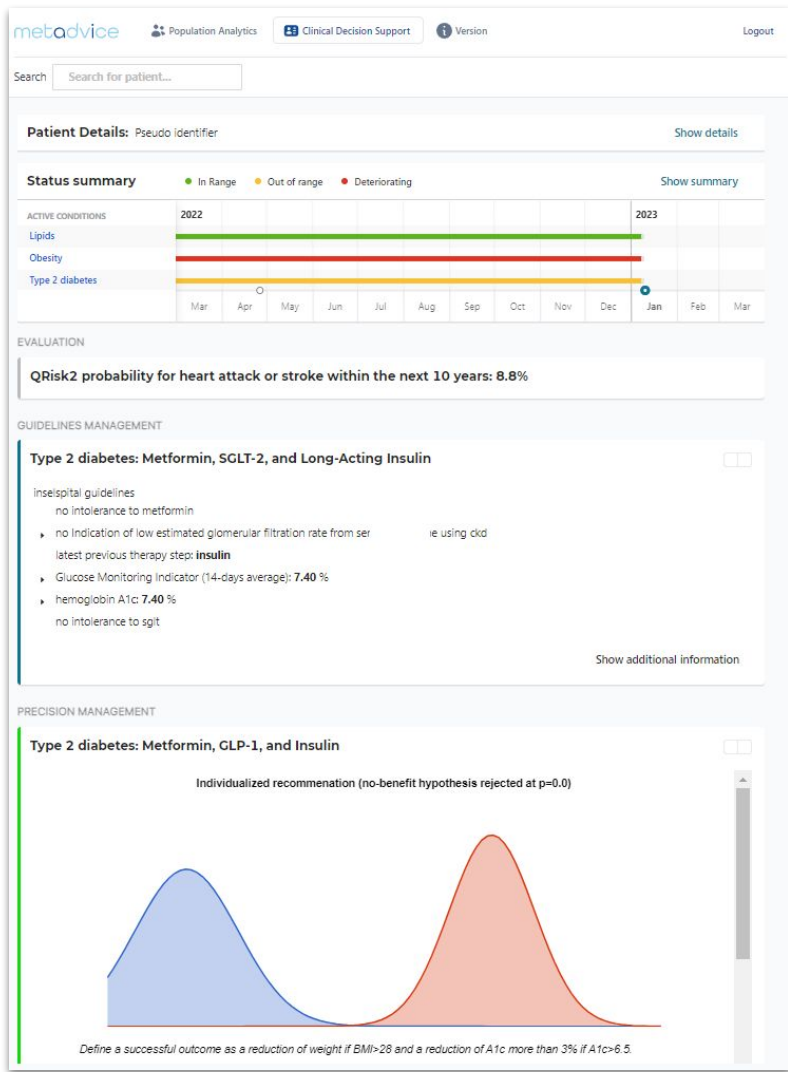 metadvice Population Analytics Clinical Decision Support Version Logout
Search Search for patient...
Patient Details: Pseudo identifier Show details
Status summary In Range Out of range Deteriorating Show summary
ACTIVE CONDITIONS 2022 2023
Lipids
Obesity
Type 2 diabetes
Mar Apr May Jun Jul Aug Sep Oct Nov Dec Jan Feb Mar
EVALUATION
QRisk2 probability for heart attack or stroke within the next 10 years: 8.8%
GUIDELINES MANAGEMENT
Type 2 diabetes: Metformin, SGLT-2, and Long-Acting Insulin
inselspital guidelines
no intolerance to metformin
no Indication of low estimated glomerular filtration rate from ser e using ckd
latest previous therapy step: insulin
Glucose Monitoring Indicator (14-days average): 7.40 %
hemoglobin A1c: 7.40 %
no intolerance to sglt
Show additional information
PRECISION MANAGEMENT
Type 2 diabetes: Metformin, GLP-1, and Insulin
Individualized recommenation (no-benefit hypothesis rejected at p=0.0)
Define a successful outcome as a reduction of weight if BMI>28 and a reduction of A1c more than 3% if A1c>6.5.